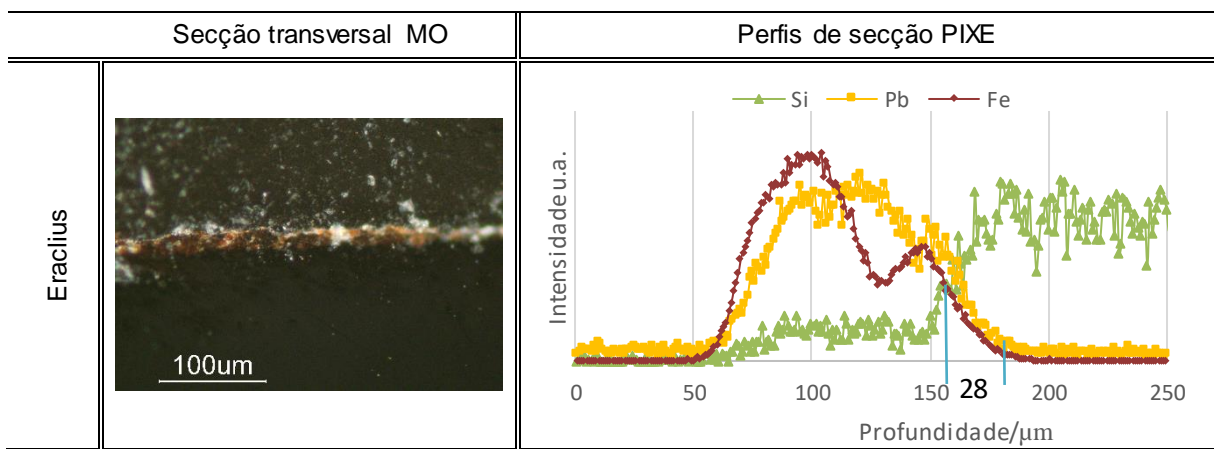 Secção transversal MO
Perfis de secção PIXE
Eraclius
100um
Si Pb Fe
Intensidade u.a.
28
0 50 100 150 200 250
Profundidade/µm